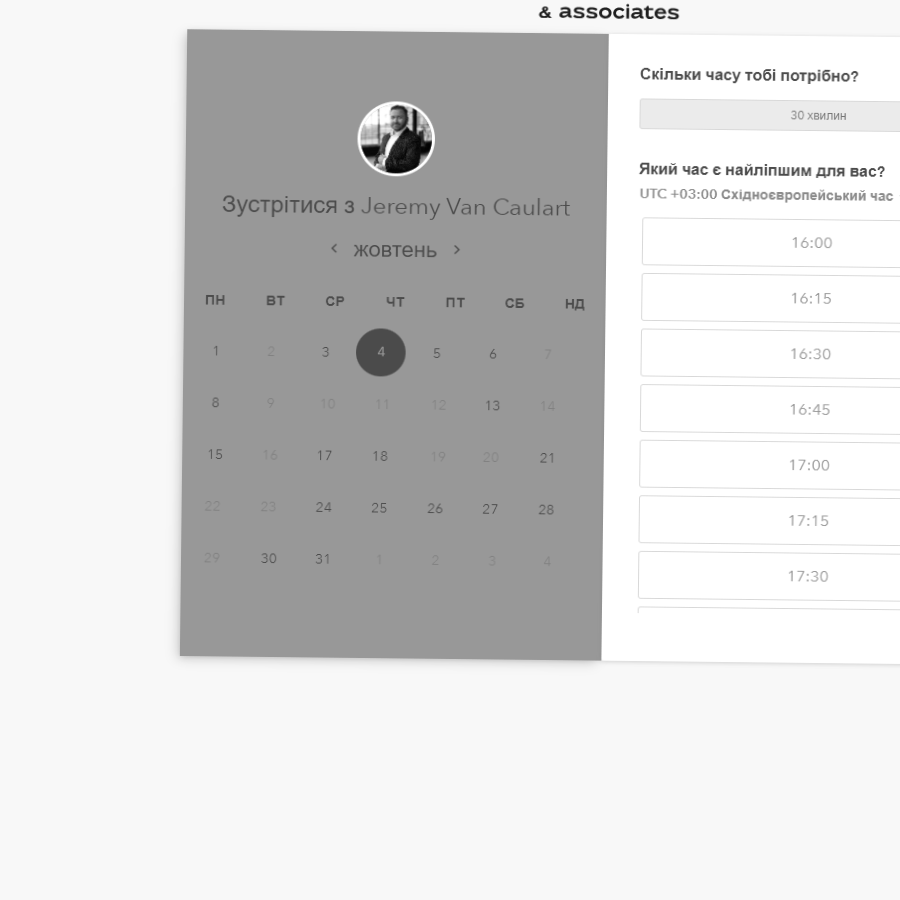 & associates
Зустрітися з Jeremy Van Caulart
жовтень
ПН ВТ СР ЧТ ПТ СБ НД
1 2 3 4 5 6 7
8 9 10 11 12 13 14
15 16 17 18 19 20 21
22 23 24 25 26 27 28
29 30 31 1 2 3 4
Скільки часу тобі потрібно?
30 хвилин
Який час є найліпшим для вас?
UTC +03:00 Східноєвропейський час
16:00
16:15
16:30
16:45
17:00
17:15
17:30